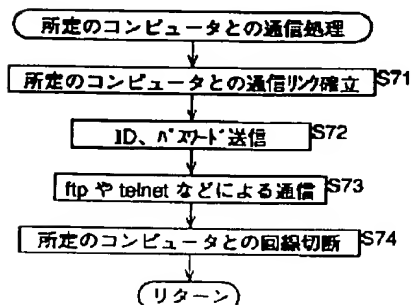 所定のコンピュータとの通信処理
所定のコンピュータとの通信ﾘﾝｸ確立 S71
ID、ﾊﾟｽﾜｰﾄﾞ送信 S72
ftp や telnet などによる通信 S73
所定のコンピュータとの回線切断 S74
リターン